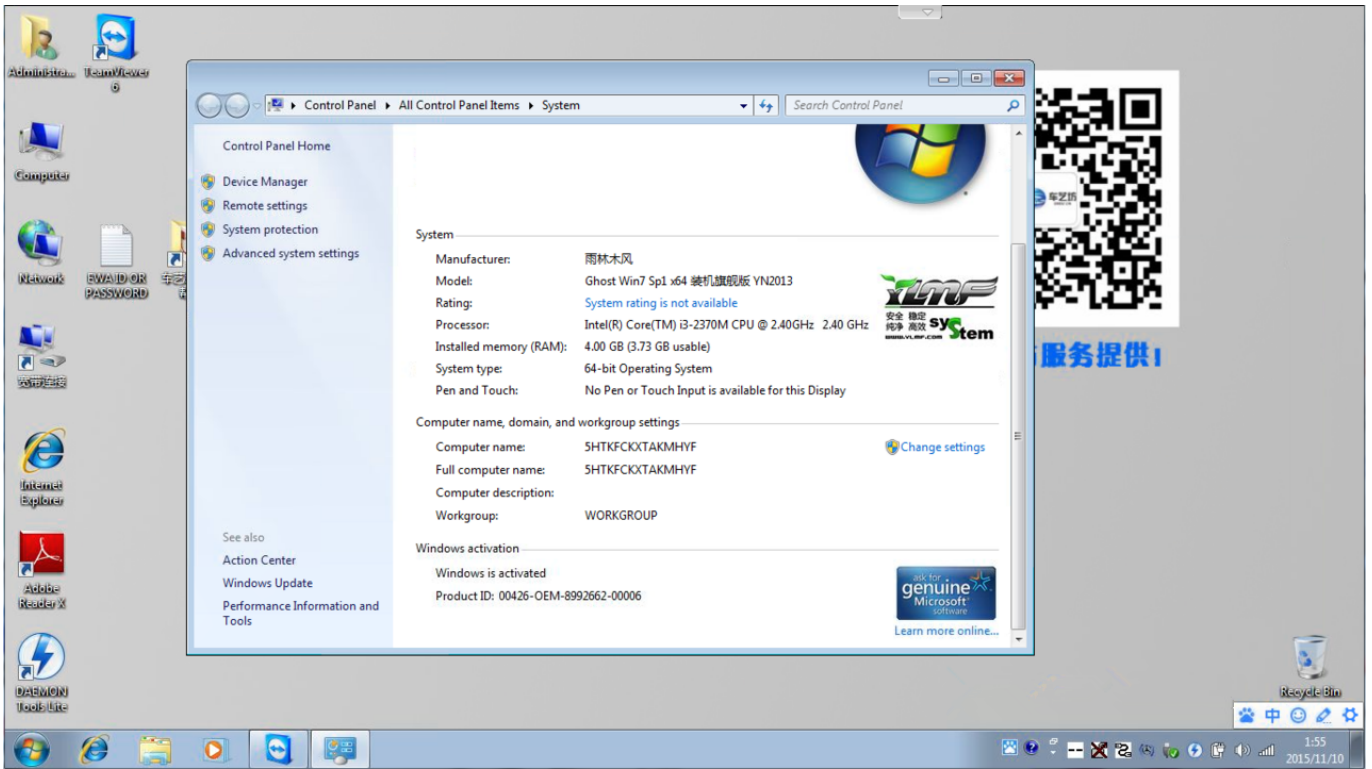 Administra...
TeamViewer
6
Computer
Network
EWA ID OR
PASSWORD
宽带连接
Internet
Explorer
Adobe
Reader X
DAEMON
Tools Lite
Control Panel
All Control Panel Items
System
Search Control Panel
Control Panel Home
Device Manager
Remote settings
System protection
Advanced system settings
See also
Action Center
Windows Update
Performance Information and
Tools
System
Manufacturer: 雨林木风
Model: Ghost Win7 Sp1 x64 装机旗舰版 YN2013
Rating: System rating is not available
Processor: Intel(R) Core(TM) i3-2370M CPU @ 2.40GHz 2.40 GHz
Installed memory (RAM): 4.00 GB (3.73 GB usable)
System type: 64-bit Operating System
Pen and Touch: No Pen or Touch Input is available for this Display
YLMF
安全 稳定
纯净 高效 system
www.YLMF.com
Computer name, domain, and workgroup settings
Computer name: 5HTKFCKXTAKMHYF
Change settings
Full computer name: 5HTKFCKXTAKMHYF
Computer description:
Workgroup: WORKGROUP
Windows activation
Windows is activated
Product ID: 00426-OEM-8992662-00006
ask for
genuine
Microsoft
software
Learn more online...
车艺坊
服务提供!
Recycle Bin
中
1:55
2015/11/10